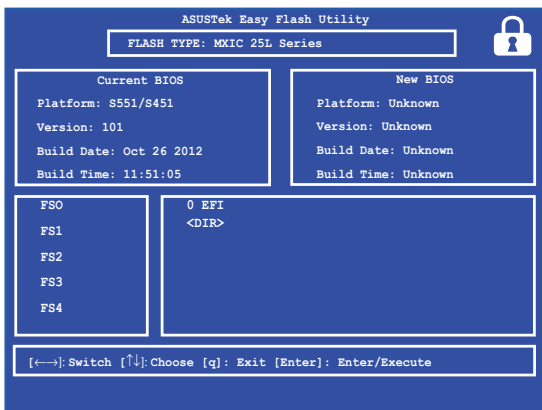 ASUSTek Easy Flash Utility
FLASH TYPE: MXIC 25L Series
Current BIOS
Platform: S551/S451
Version: 101
Build Date: Oct 26 2012
Build Time: 11:51:05
New BIOS
Platform: Unknown
Version: Unknown
Build Date: Unknown
Build Time: Unknown
FSO
FS1
FS2
FS3
FS4
0 EFI
<DIR>
[←→]: Switch [↑↓]: Choose [q]: Exit [Enter]: Enter/Execute